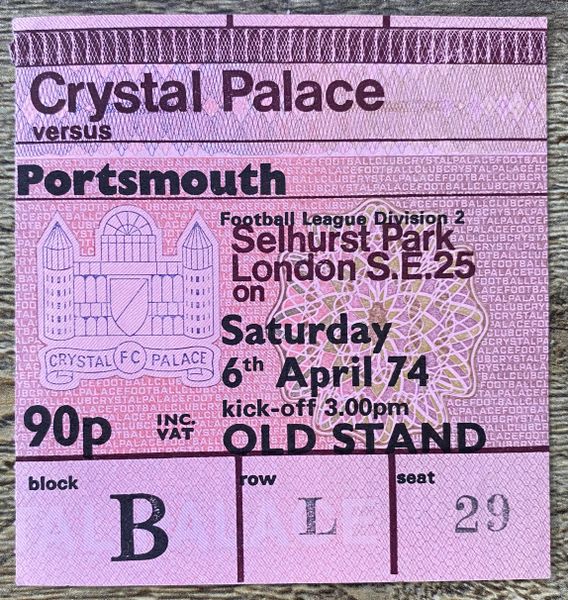 Crystal Palace
versus
Portsmouth
Football League Division 2
Selhurst Park
London S.E.25
on
Saturday
6th April 74
kick-off 3.00pm
OLD STAND
CRYSTAL FC PALACE
90p INC. VAT
block B
row L
seat 29